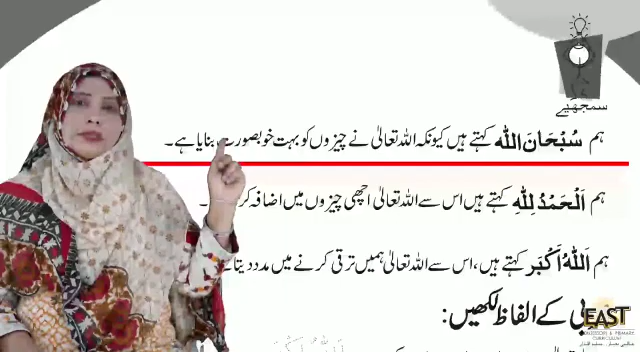 سمجھیے
ہم سُبْحَانَ اللّٰه کہتے ہیں کیونکہ اللہ تعالیٰ نے چیزوں کو بہت خوبصورت بنایا ہے۔
ہم اَلْحَمْدُ لِلّٰهِ کہتے ہیں اس سے اللہ تعالیٰ اچھی چیزوں میں اضافہ
ہم اَللّٰهُ اَكْبَر کہتے ہیں، اس سے اللہ تعالیٰ ہمیں ترقی کرنے میں مدد دیتا
کے الفاظ لکھیں:
EAST